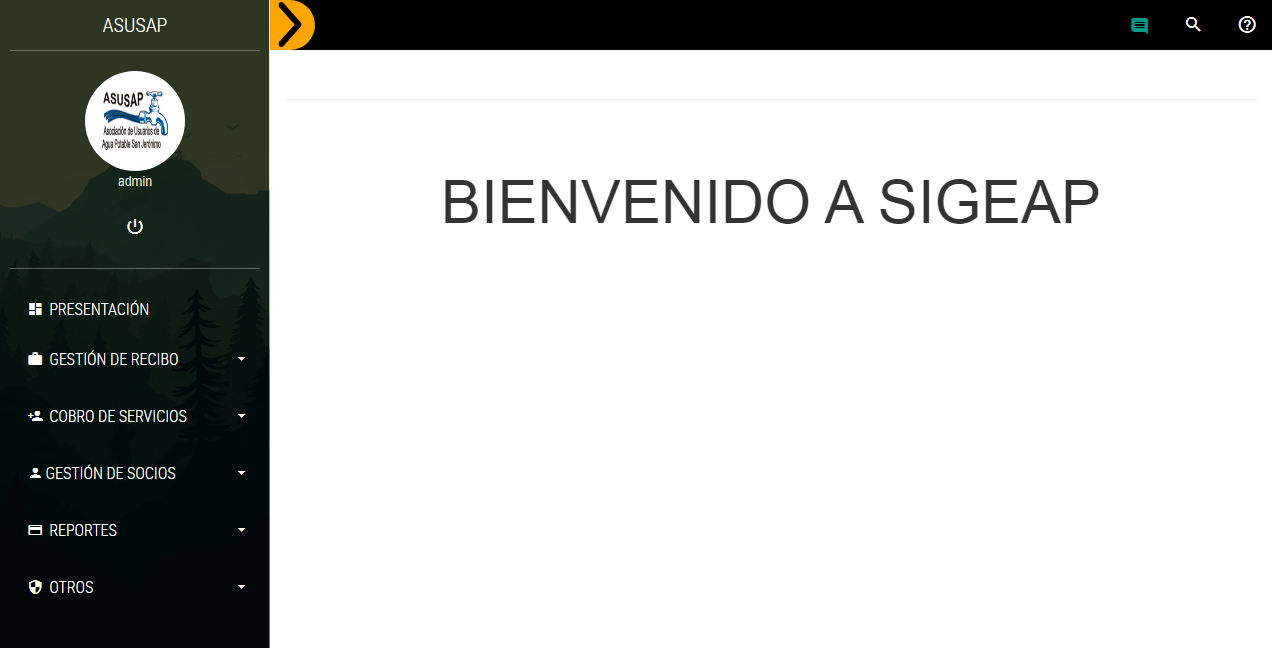 ASUSAP
ASUSAP
Asociación de Usuarios de
Agua Potable San Jerónimo
admin
PRESENTACIÓN
GESTIÓN DE RECIBO
COBRO DE SERVICIOS
GESTIÓN DE SOCIOS
REPORTES
OTROS
BIENVENIDO A SIGEAP